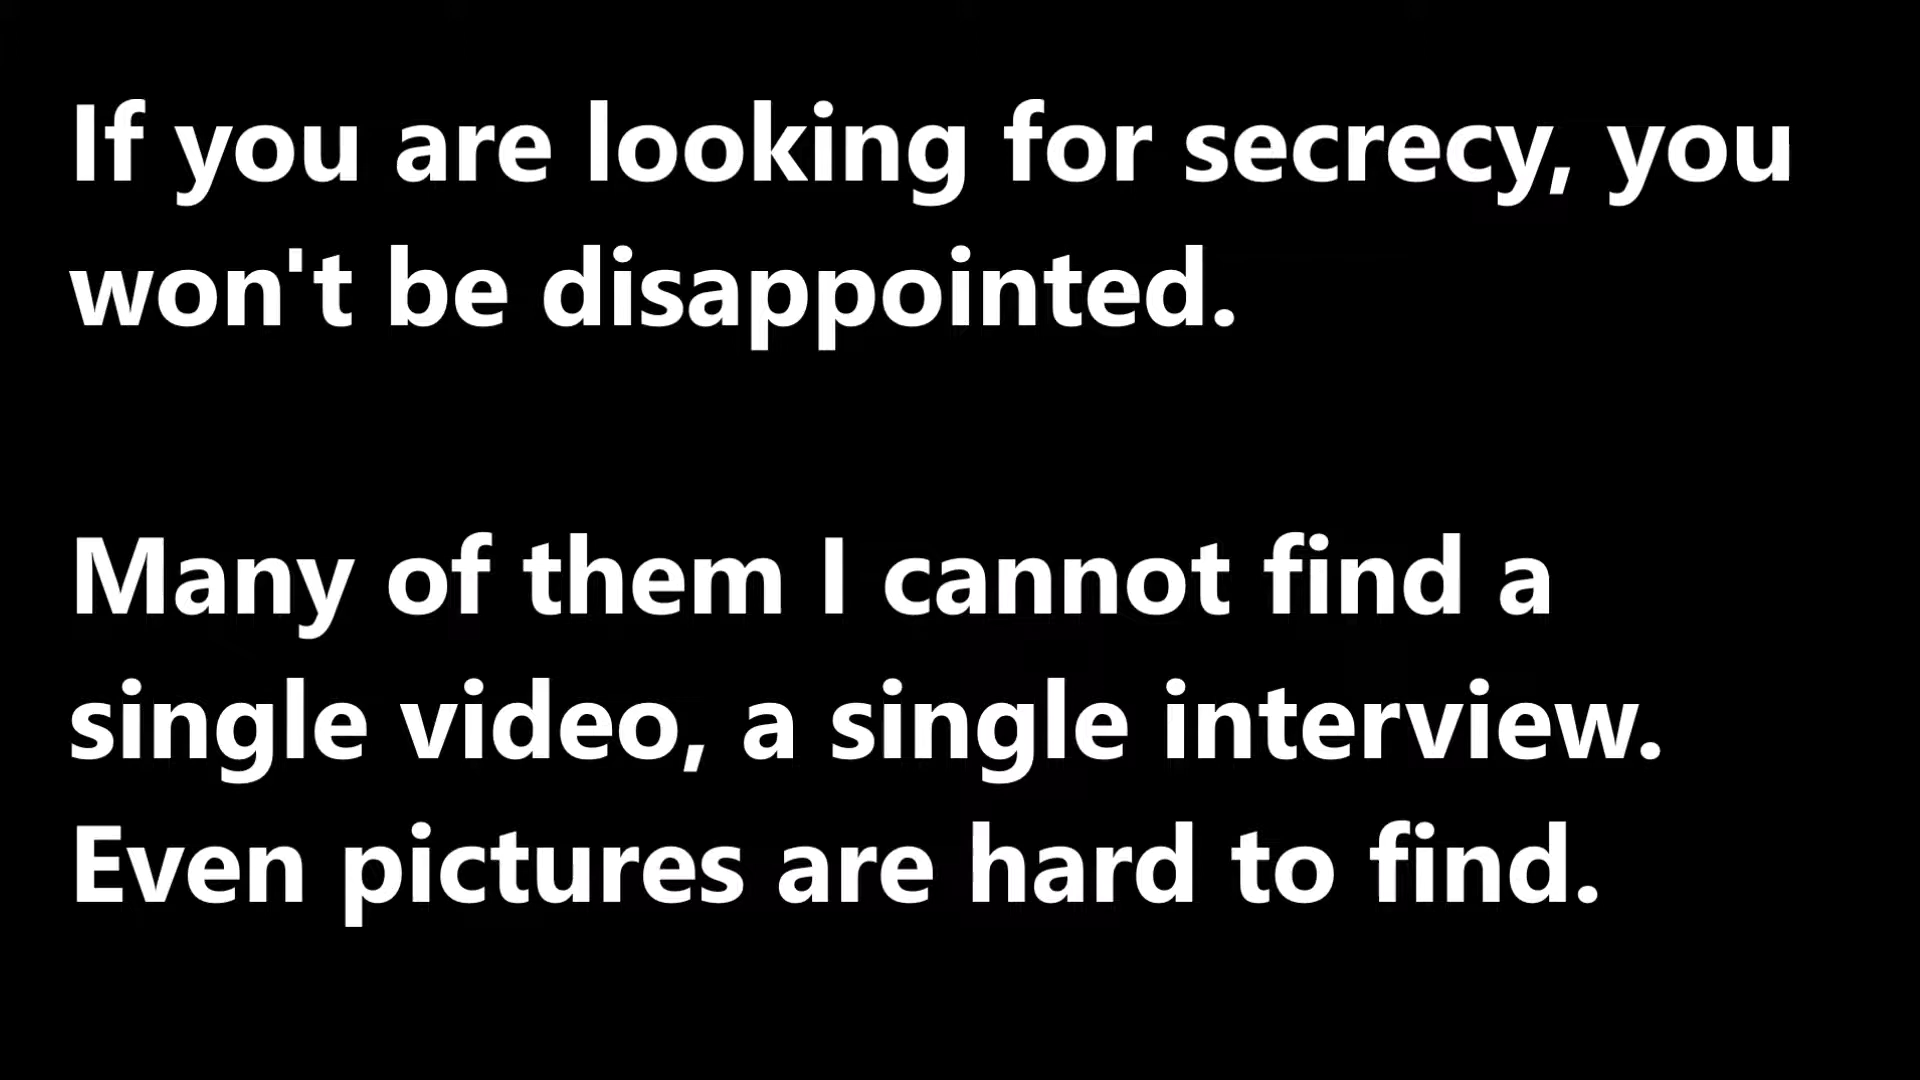 If you are looking for secrecy, you
won't be disappointed.
Many of them I cannot find a
single video, a single interview.
Even pictures are hard to find.